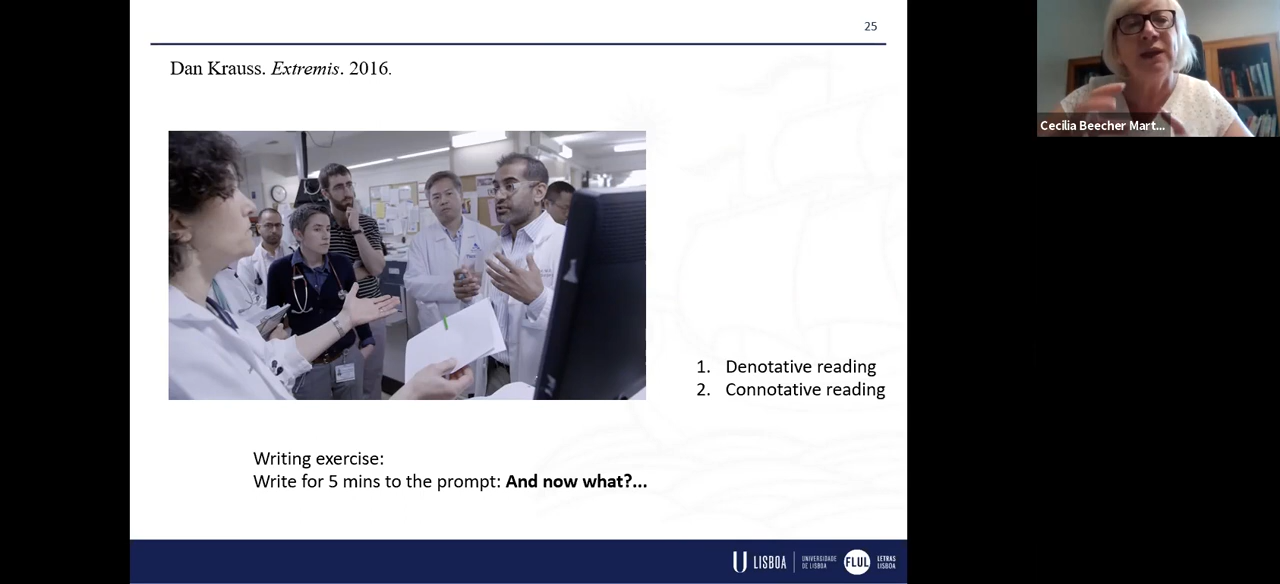 25
Dan Krauss. Extremis. 2016.
Cecilia Beecher Mart...
1. Denotative reading
2. Connotative reading
Writing exercise:
Write for 5 mins to the prompt: And now what?...
LISBOA
UNIVERSIDADE
DE LISBOA
FLUL
LETRAS
LISBOA